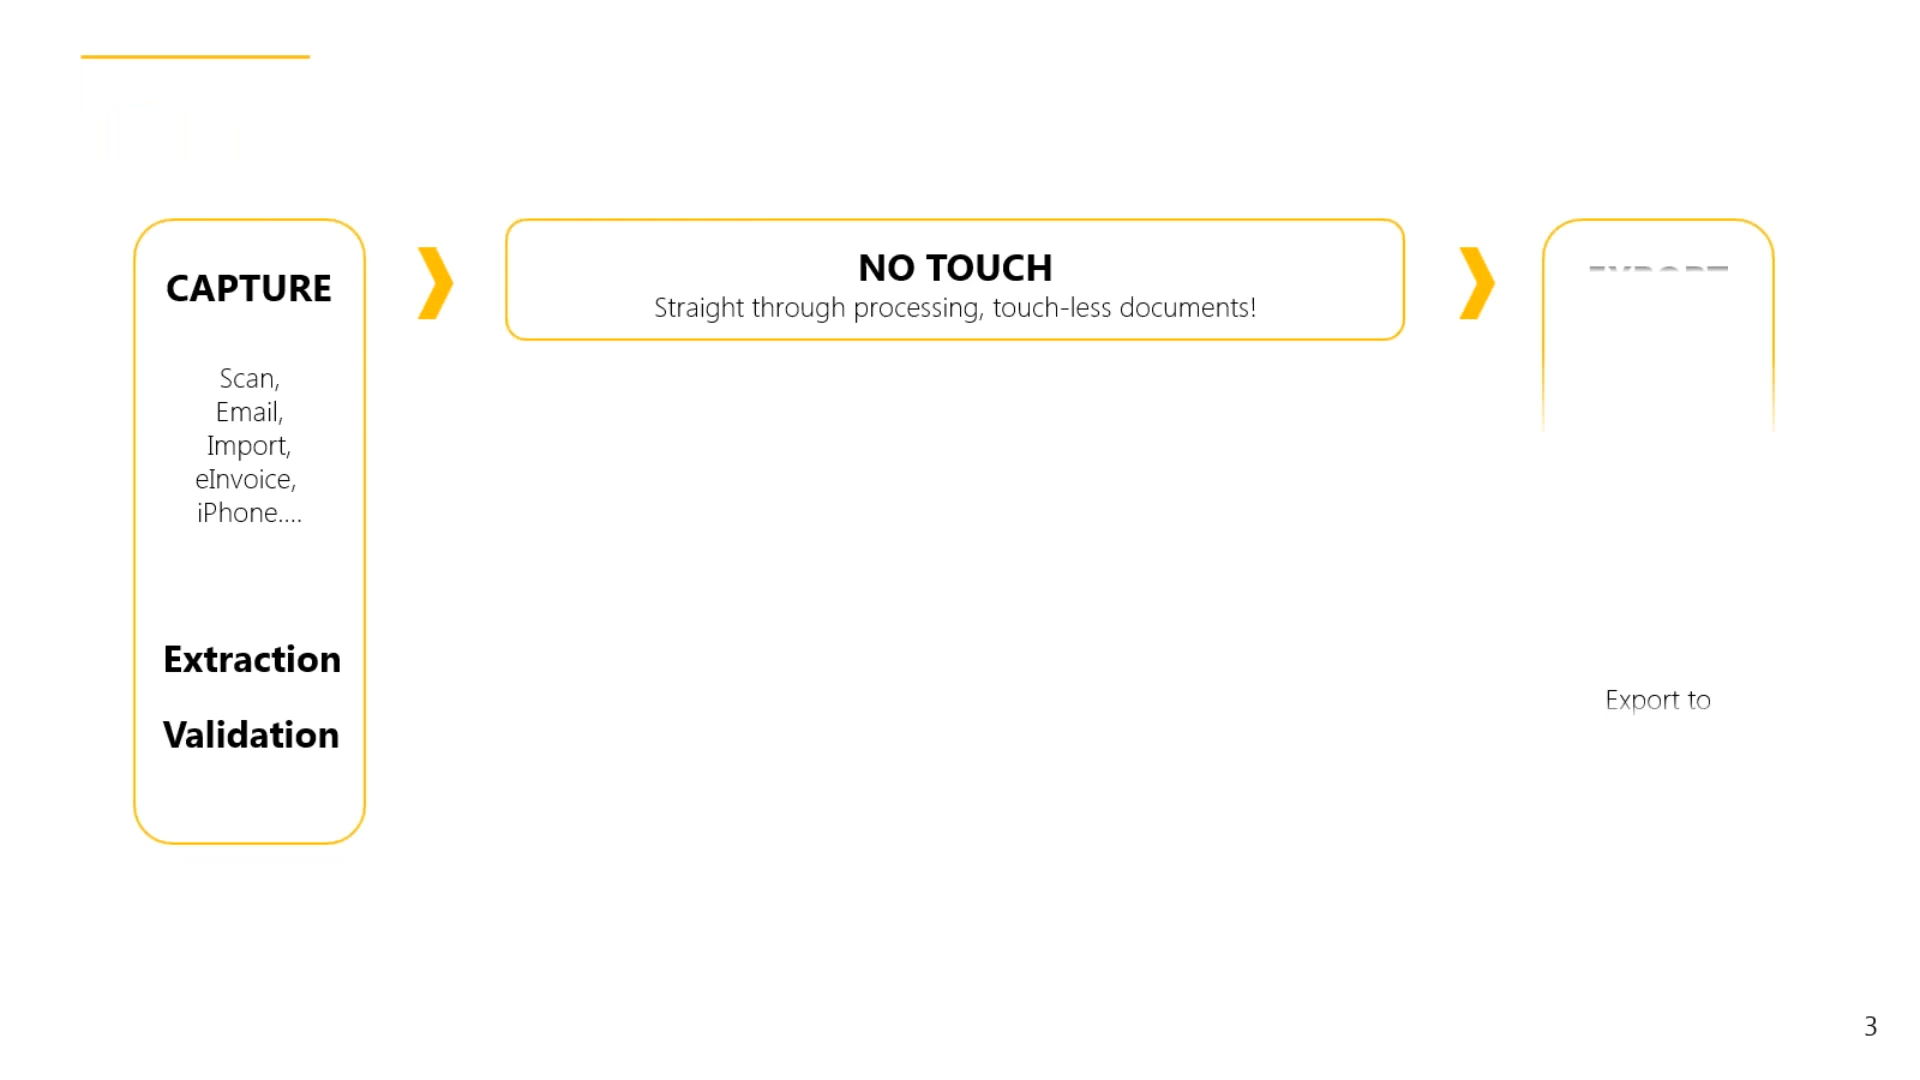 CAPTURE
Scan,
Email,
Import,
eInvoice,
iPhone....
Extraction
Validation
NO TOUCH
Straight through processing, touch-less documents!
Export to
3